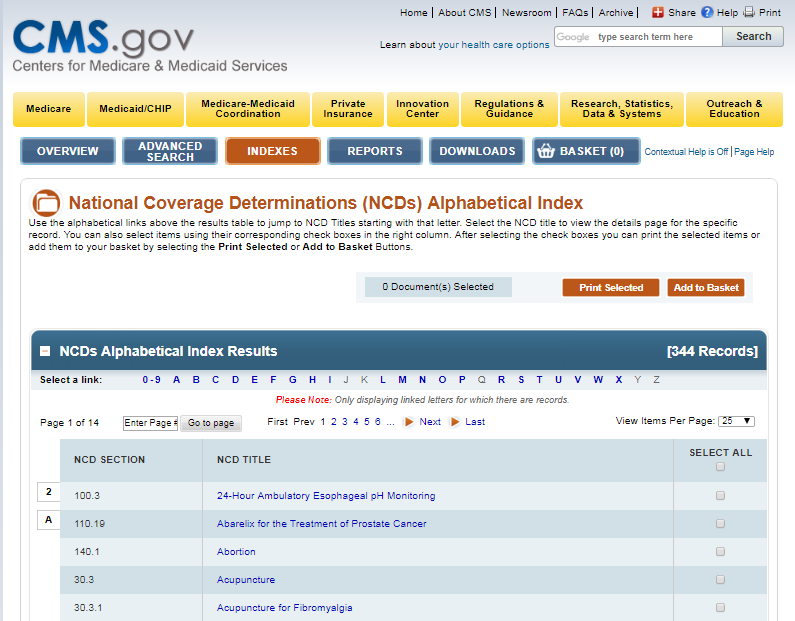 Home | About CMS | Newsroom | FAQs | Archive | Share Help Print
CMS.gov
Centers for Medicare & Medicaid Services
Learn about your health care options
Google type search term here Search
Medicare Medicaid/CHIP Medicare-Medicaid Coordination Private Insurance Innovation Center Regulations & Guidance Research, Statistics, Data & Systems Outreach & Education
OVERVIEW ADVANCED SEARCH INDEXES REPORTS DOWNLOADS BASKET (0) Contextual Help is Off | Page Help
National Coverage Determinations (NCDs) Alphabetical Index
Use the alphabetical links above the results table to jump to NCD Titles starting with that letter. Select the NCD title to view the details page for the specific
record. You can also select items using their corresponding check boxes in the right column. After selecting the check boxes you can print the selected items or
add them to your basket by selecting the Print Selected or Add to Basket Buttons.
0 Document(s) Selected Print Selected Add to Basket
NCDs Alphabetical Index Results [344 Records]
Select a link: 0-9 A B C D E F G H I J K L M N O P Q R S T U V W X Y Z
Please Note: Only displaying linked letters for which there are records.
Page 1 of 14 Enter Page # Go to page First Prev 1 2 3 4 5 6 ... Next Last View Items Per Page: 25
NCD SECTION NCD TITLE SELECT ALL
2 100.3 24-Hour Ambulatory Esophageal pH Monitoring
A 110.19 Abarelix for the Treatment of Prostate Cancer
140.1 Abortion
30.3 Acupuncture
30.3.1 Acupuncture for Fibromyalgia